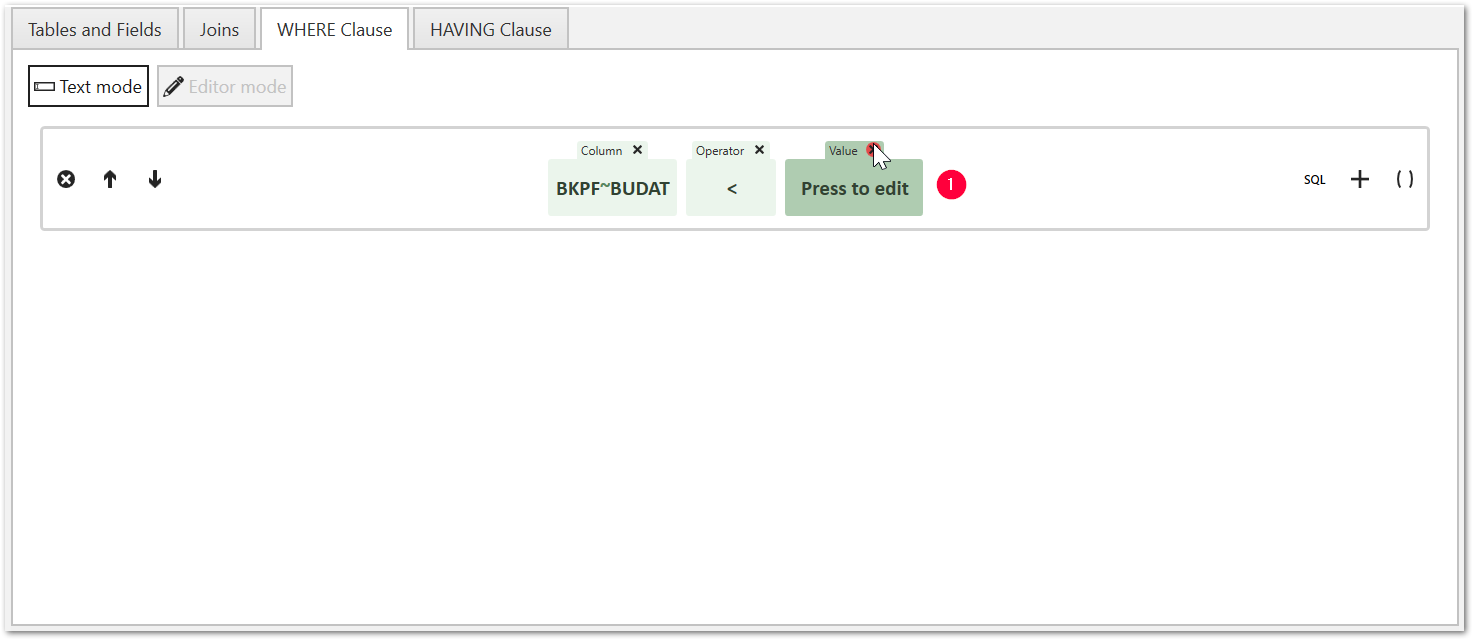 Tables and Fields Joins WHERE Clause HAVING Clause
Text mode Editor mode
Column Operator Value
BKPF~BUDAT < Press to edit 1 SQL + ( )